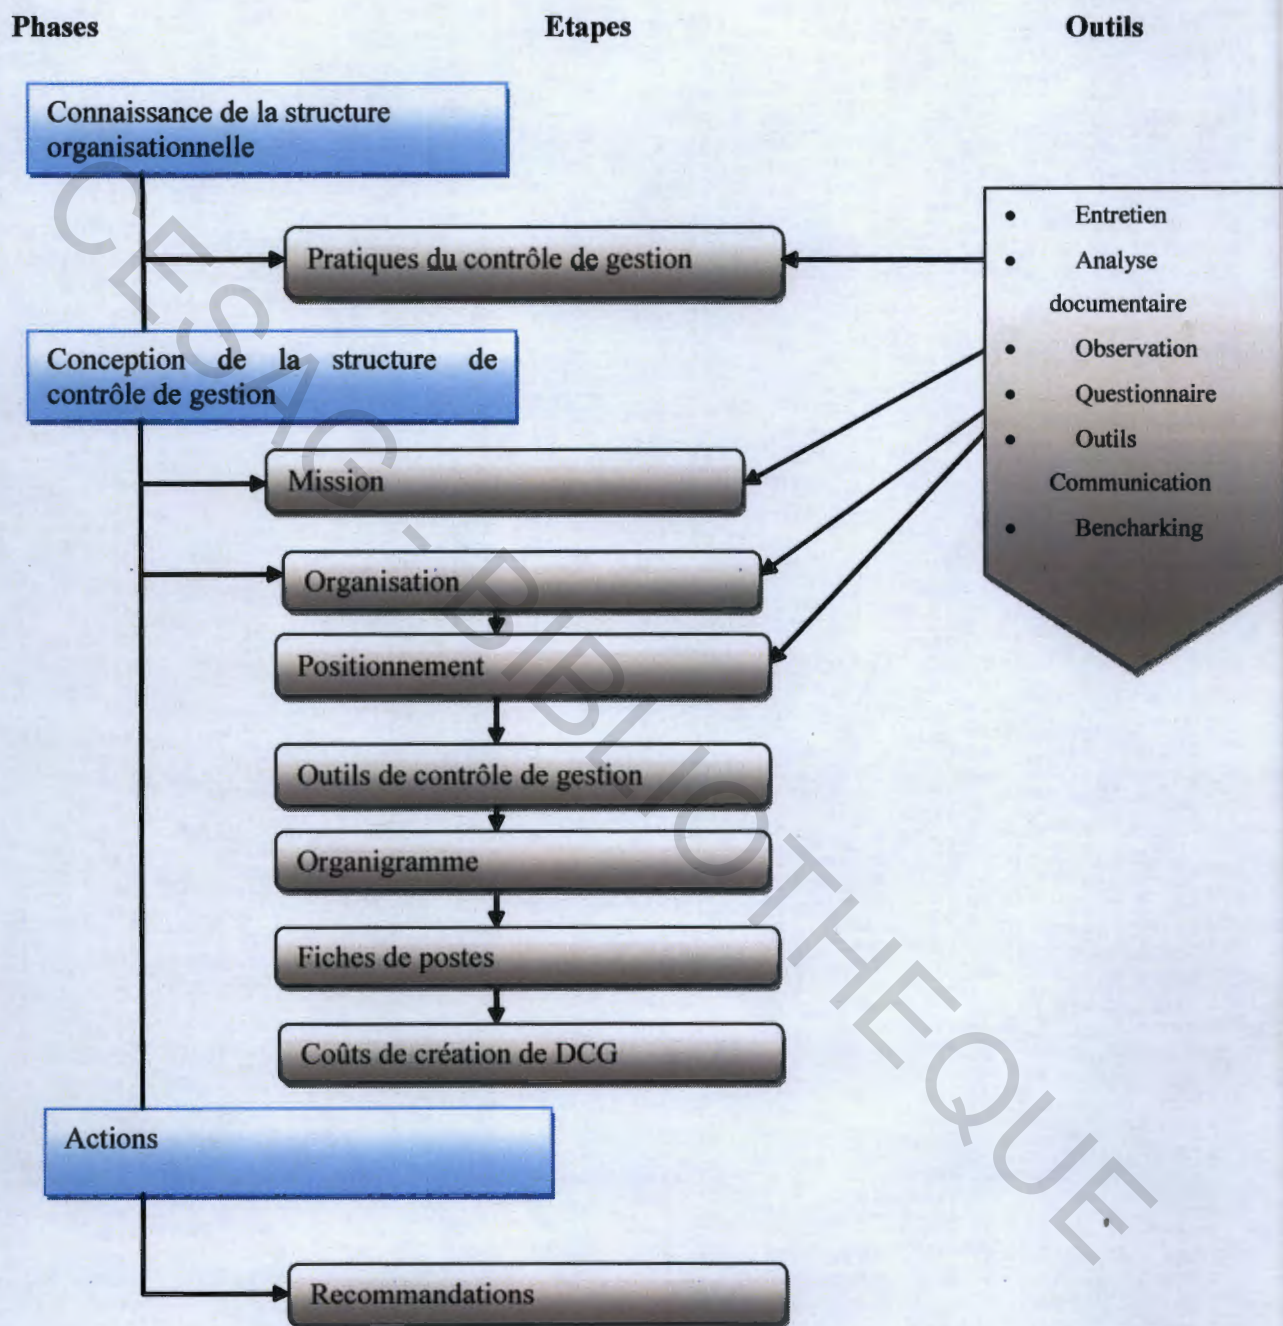 Phases Etapes Outils
Connaissance de la structure
organisationnelle
Pratiques du contrôle de gestion
Conception de la structure de
contrôle de gestion
Mission
Organisation
Positionnement
Outils de contrôle de gestion
Organigramme
Fiches de postes
Coûts de création de DCG
Actions
Recommandations
• Entretien
• Analyse
documentaire
• Observation
• Questionnaire
• Outils
Communication
• Bencharking
CESAG - BIBLIOTHEQUE